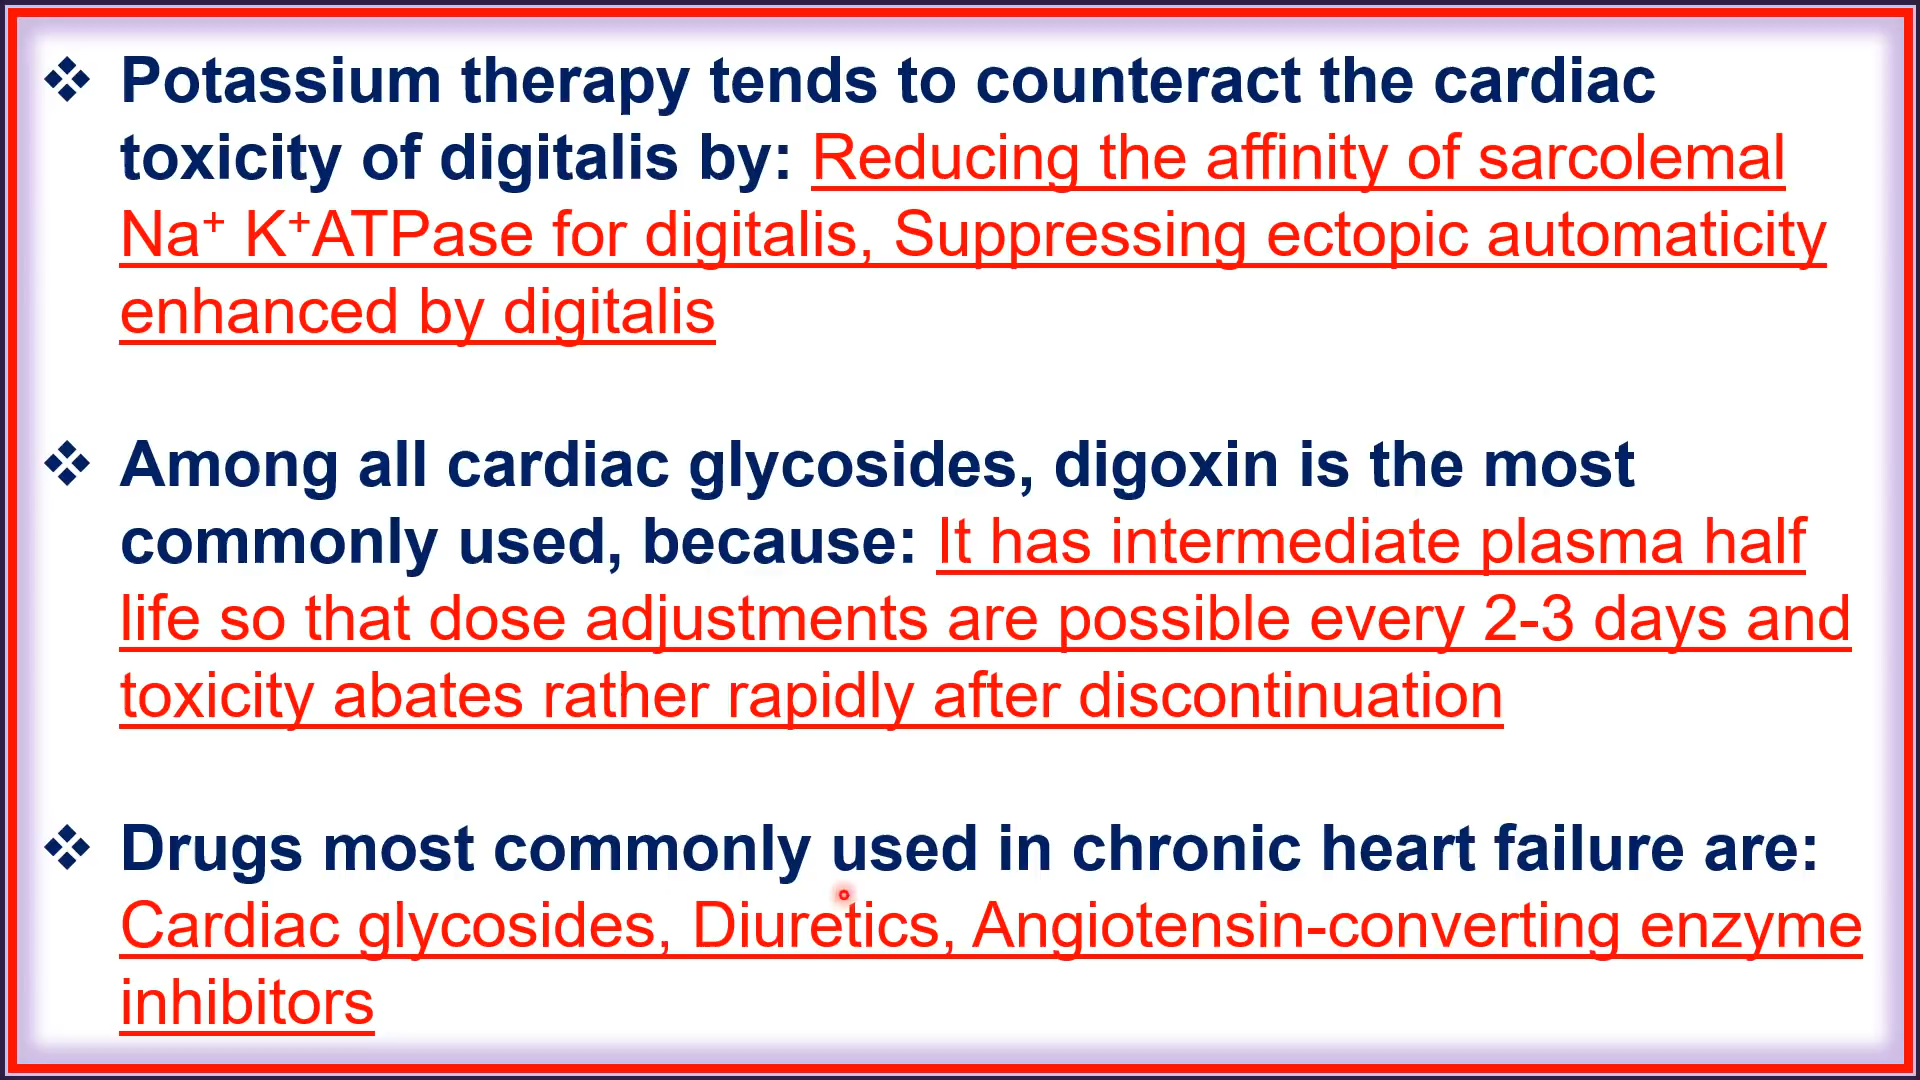 ❖ Potassium therapy tends to counteract the cardiac
toxicity of digitalis by: Reducing the affinity of sarcolemal
Na⁺ K⁺ATPase for digitalis, Suppressing ectopic automaticity
enhanced by digitalis
❖ Among all cardiac glycosides, digoxin is the most
commonly used, because: It has intermediate plasma half
life so that dose adjustments are possible every 2-3 days and
toxicity abates rather rapidly after discontinuation
❖ Drugs most commonly used in chronic heart failure are:
Cardiac glycosides, Diuretics, Angiotensin-converting enzyme
inhibitors